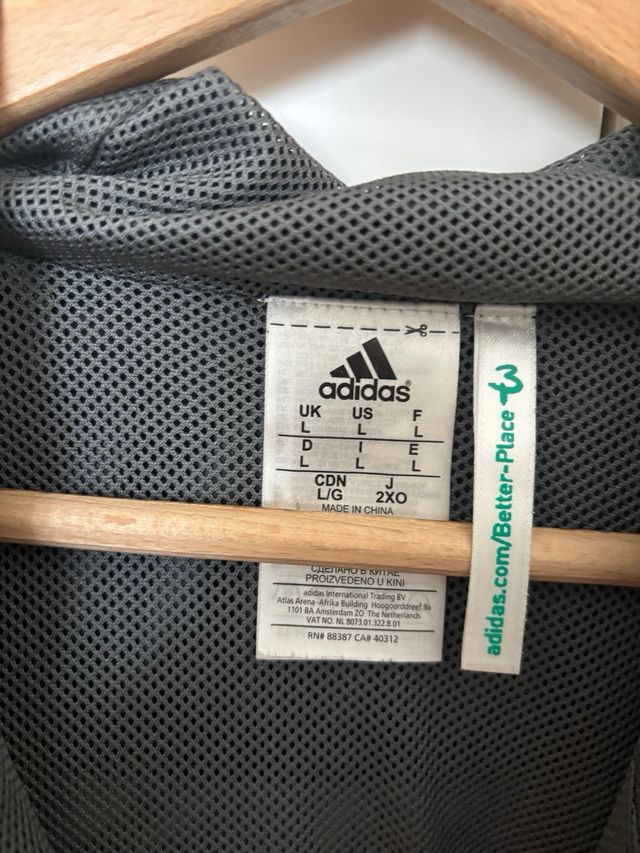 adidas®
UK US F
L L L
D I E
L L L
CDN J
L/G 2XO
MADE IN CHINA
СДЕЛАНО В КИТАЕ
PROIZVEDENO U KINI
adidas International Trading BV
Atlas Arena -Afrika Building Hoogoorddreef 9a
1101 BA Amsterdam ZO The Netherlands
VAT NO. NL 8073.01.322.B.01
RN# 88387 CA# 40312
adidas.com/Better-Place